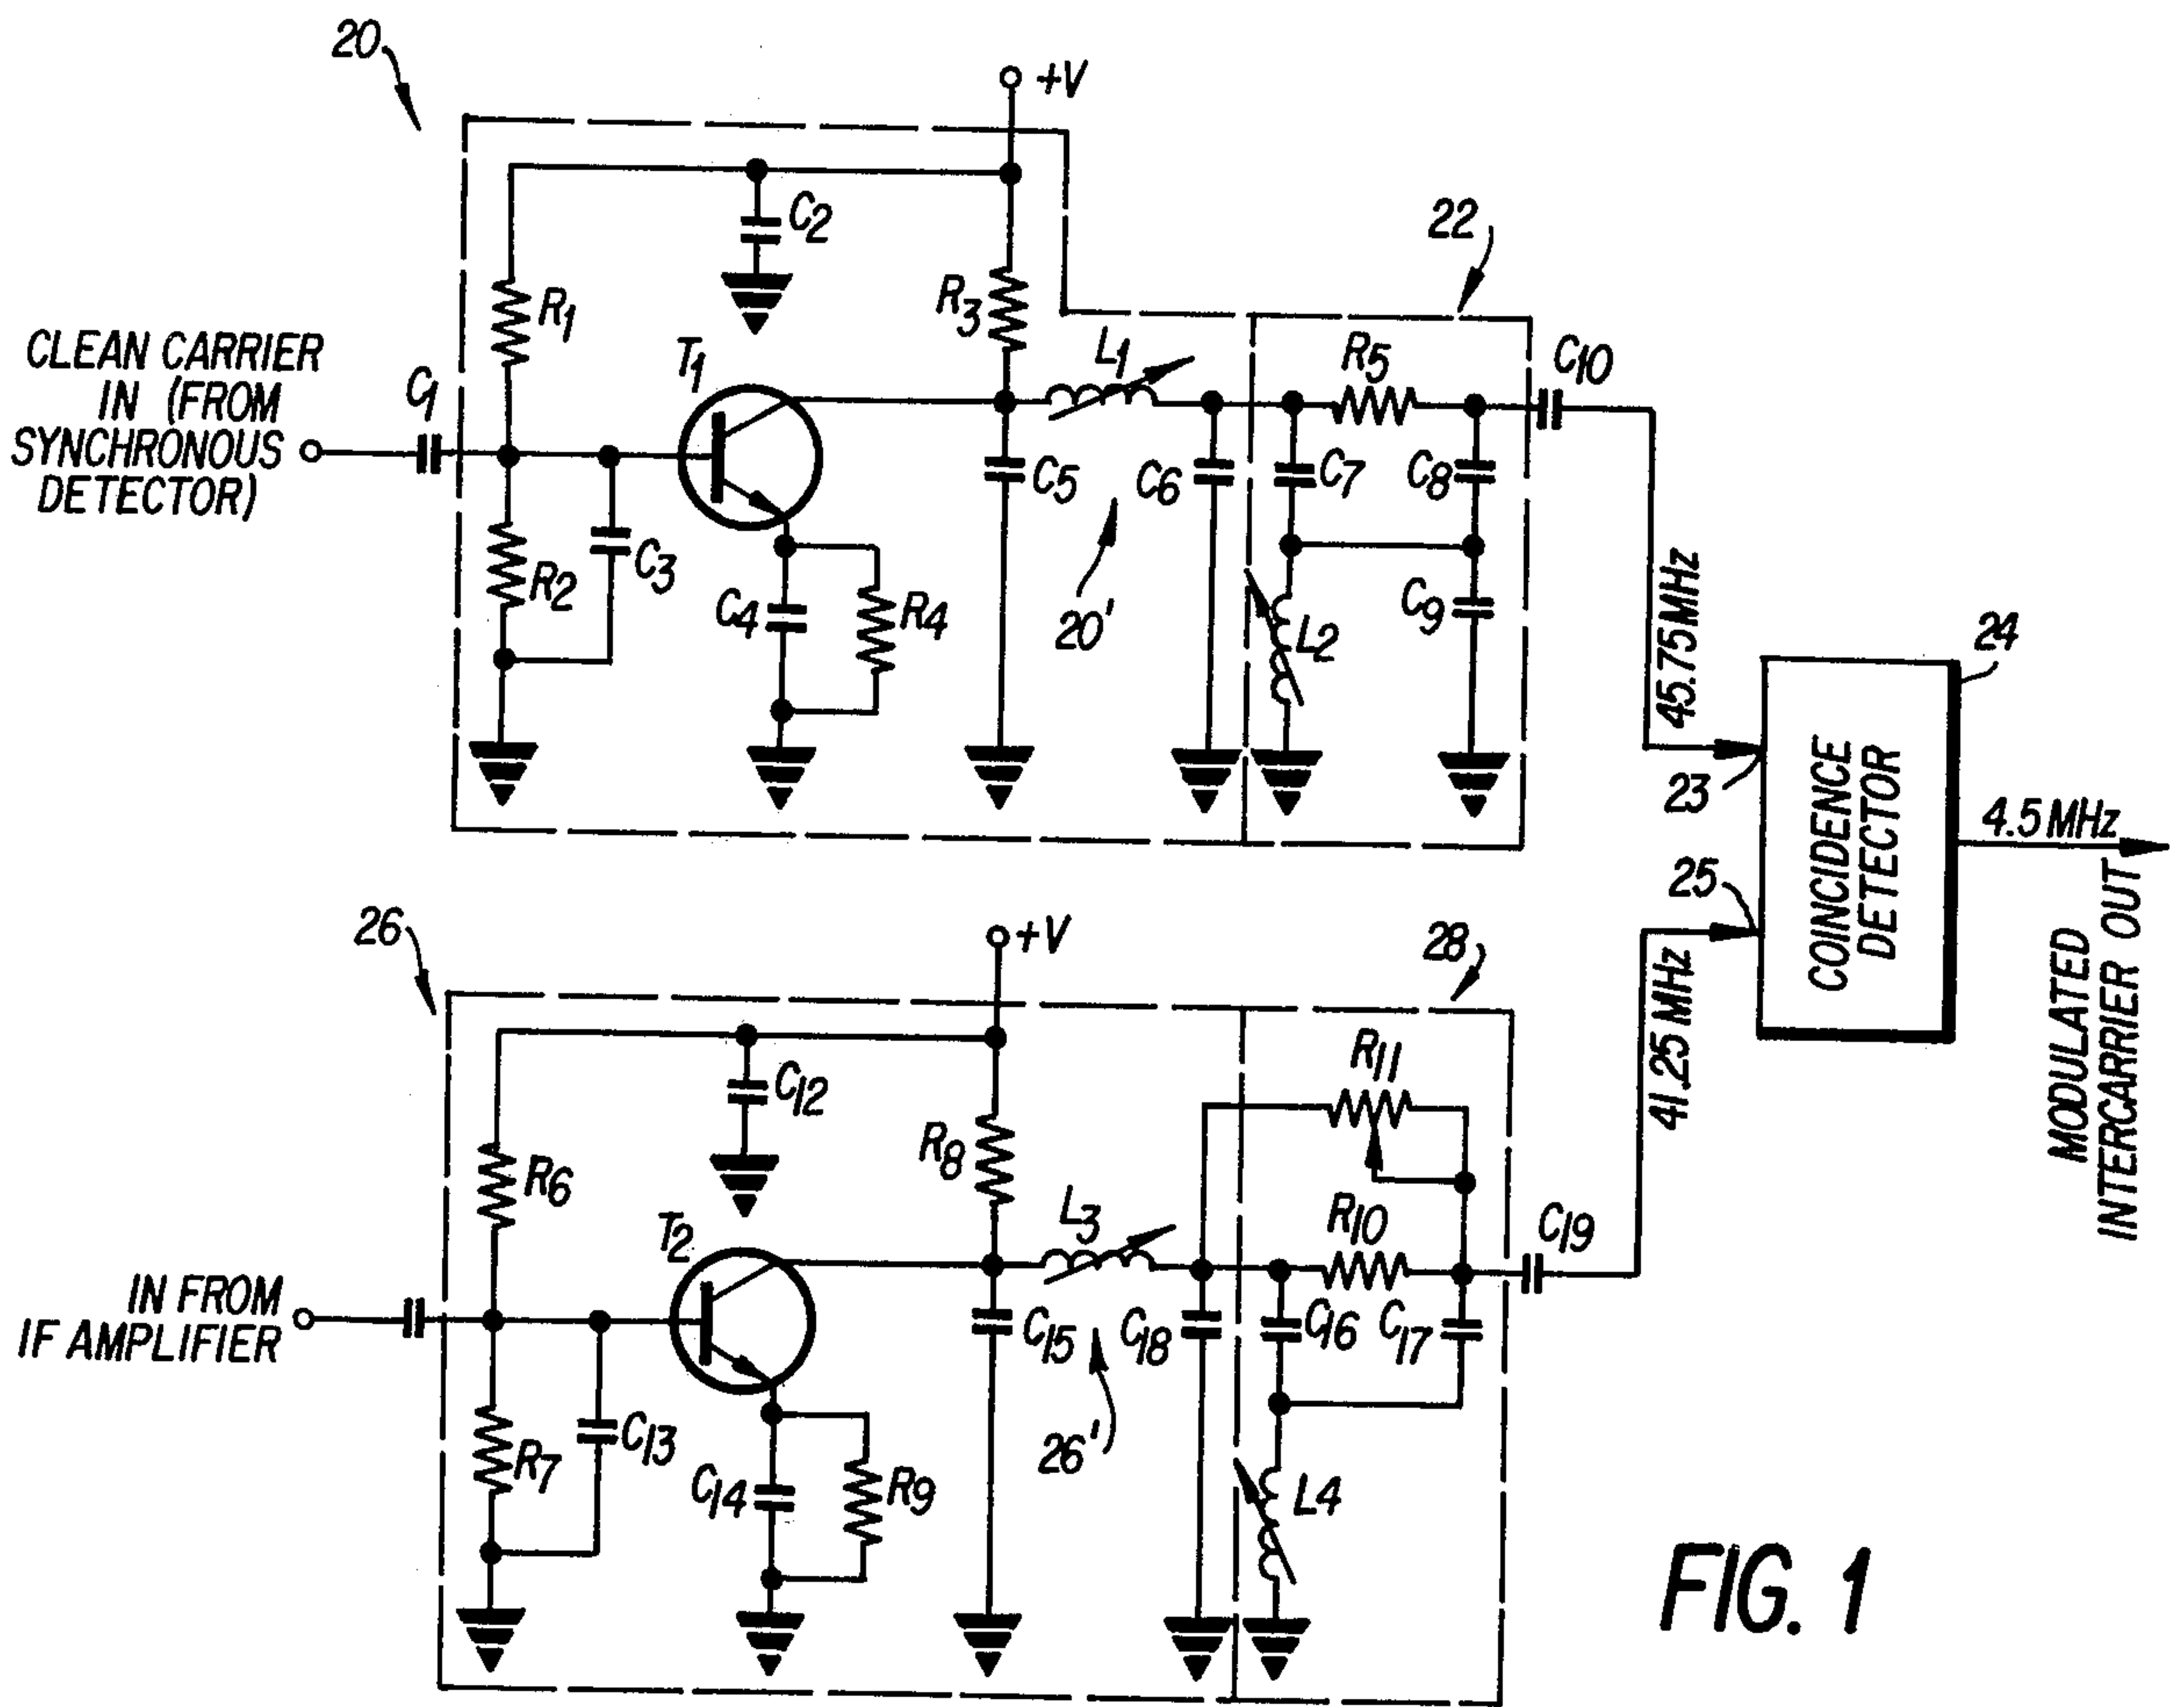 20
+V
C2
22
R1
R3
CLEAN CARRIER
IN (FROM
SYNCHRONOUS
DETECTOR)
C1
T1
L1
R5
C10
C5
C6
C7
C8
R2
C3
C4
R4
20'
L2
C9
45.75MHz
24
23
COINCIDENCE
DETECTOR
4.5MHz
25
MODULATED
INTERCARRIER OUT
41.25 MHz
26
+V
28
C12
R11
R6
R8
T2
L3
R10
C19
IN FROM
IF AMPLIFIER
C15
C18
C16
C17
R7
C13
C14
R9
26'
L4
FIG. 1